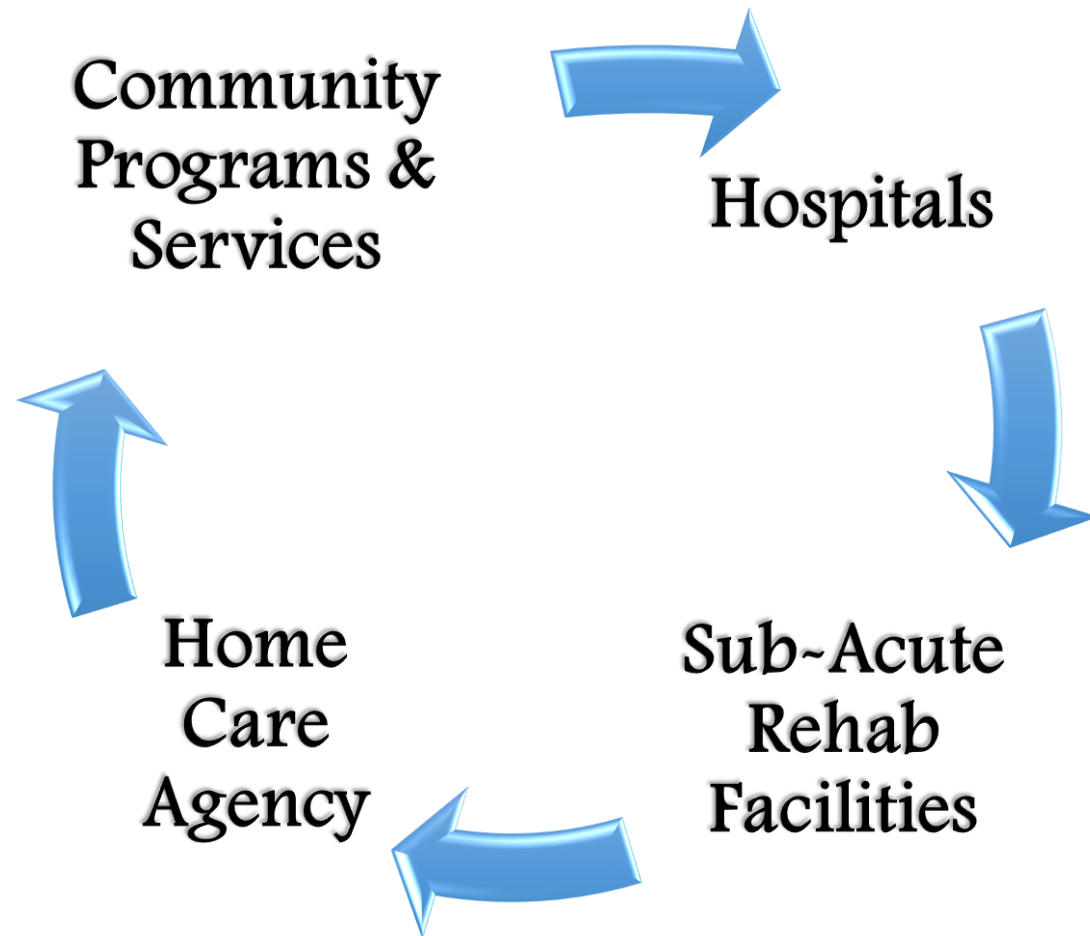 Community
Programs &
Services
Hospitals
Sub-Acute
Rehab
Facilities
Home
Care
Agency